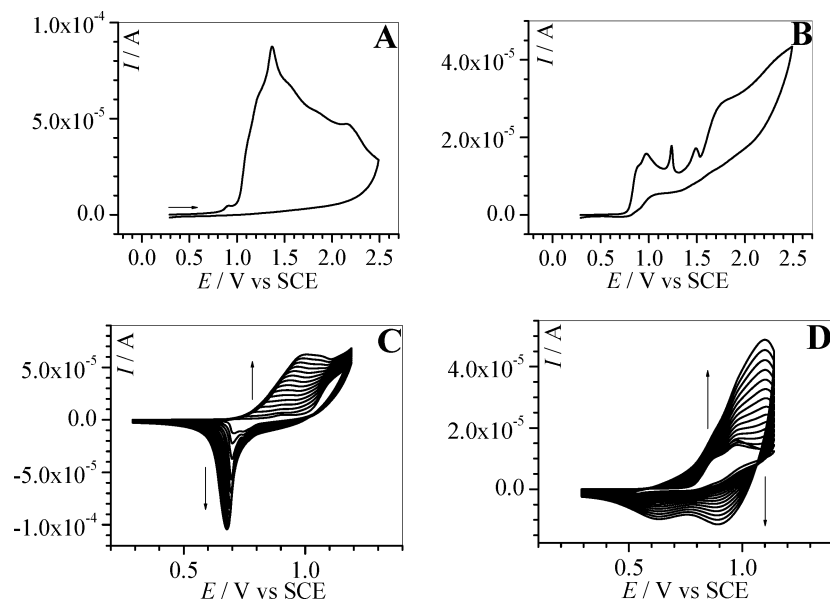 A
I / A
1.0x10⁻⁴
5.0x10⁻⁵
0.0
0.0 0.5 1.0 1.5 2.0 2.5
E / V vs SCE
B
I / A
4.0x10⁻⁵
2.0x10⁻⁵
0.0
0.0 0.5 1.0 1.5 2.0 2.5
E / V vs SCE
C
I / A
5.0x10⁻⁵
0.0
-5.0x10⁻⁵
-1.0x10⁻⁴
0.5 1.0
E / V vs SCE
D
I / A
4.0x10⁻⁵
2.0x10⁻⁵
0.0
0.5 1.0
E / V vs SCE